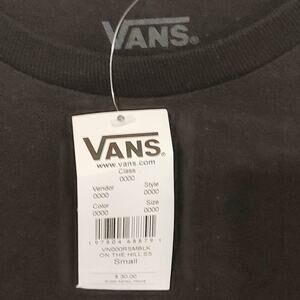 VANS®
VANS®
www.vans.com
Class
0000
Vendor Style
0000 0000
Color Size
0000 0000
197804688791
VN000RSMBLK
ON THE HILL SS
Small
$ 30.00